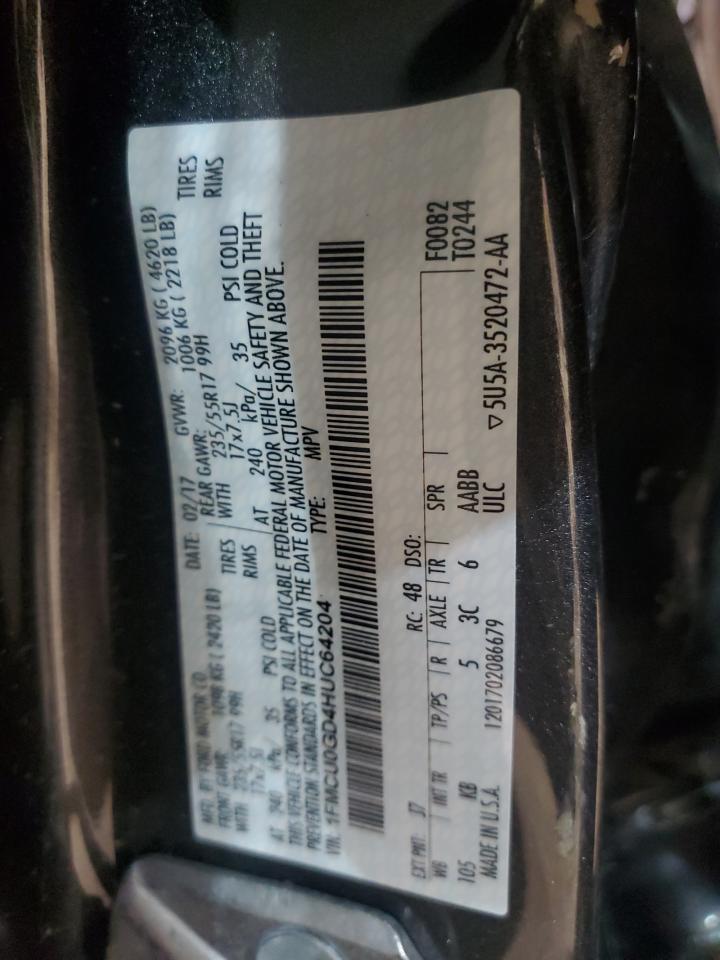 MFG. BY FORD MOTOR CO. DATE: 02/17 GVWR: 2096 KG ( 4620 LB)
FRONT GAWR: 1098 KG ( 2420 LB) REAR GAWR: 1006 KG ( 2218 LB)
WITH 235/55R17 99H TIRES WITH 235/55R17 99H TIRES
17x7.5J RIMS 17x7.5J RIMS
AT 240 kPa/ 35 PSI COLD AT 240 kPa/ 35 PSI COLD
THIS VEHICLE CONFORMS TO ALL APPLICABLE FEDERAL MOTOR VEHICLE SAFETY AND THEFT
PREVENTION STANDARDS IN EFFECT ON THE DATE OF MANUFACTURE SHOWN ABOVE.
VIN: 1FMCU0GD4HUC64204 TYPE: MPV
EXT PNT: J7 RC: 48 DSO: F0082
WB INT TR TP/PS R AXLE TR SPR T0244
105 KB 5 3C 6 AABB
MADE IN U.S.A. 1201702086679 ULC ▽ 5U5A-3520472-AA